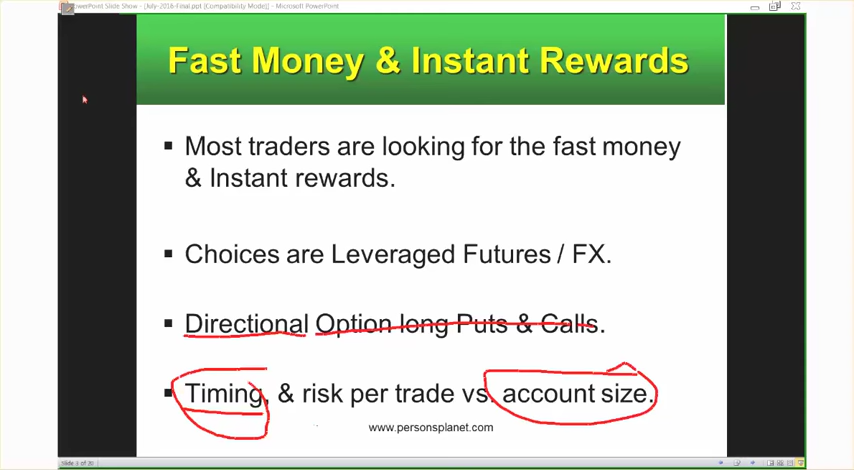 PowerPoint Slide Show - [July-2016-Final.ppt [Compatibility Mode]] - Microsoft PowerPoint
Fast Money & Instant Rewards
▪ Most traders are looking for the fast money
& Instant rewards.
▪ Choices are Leveraged Futures / FX.
▪ Directional Option long Puts & Calls.
▪ Timing, & risk per trade vs. account size.
www.personsplanet.com